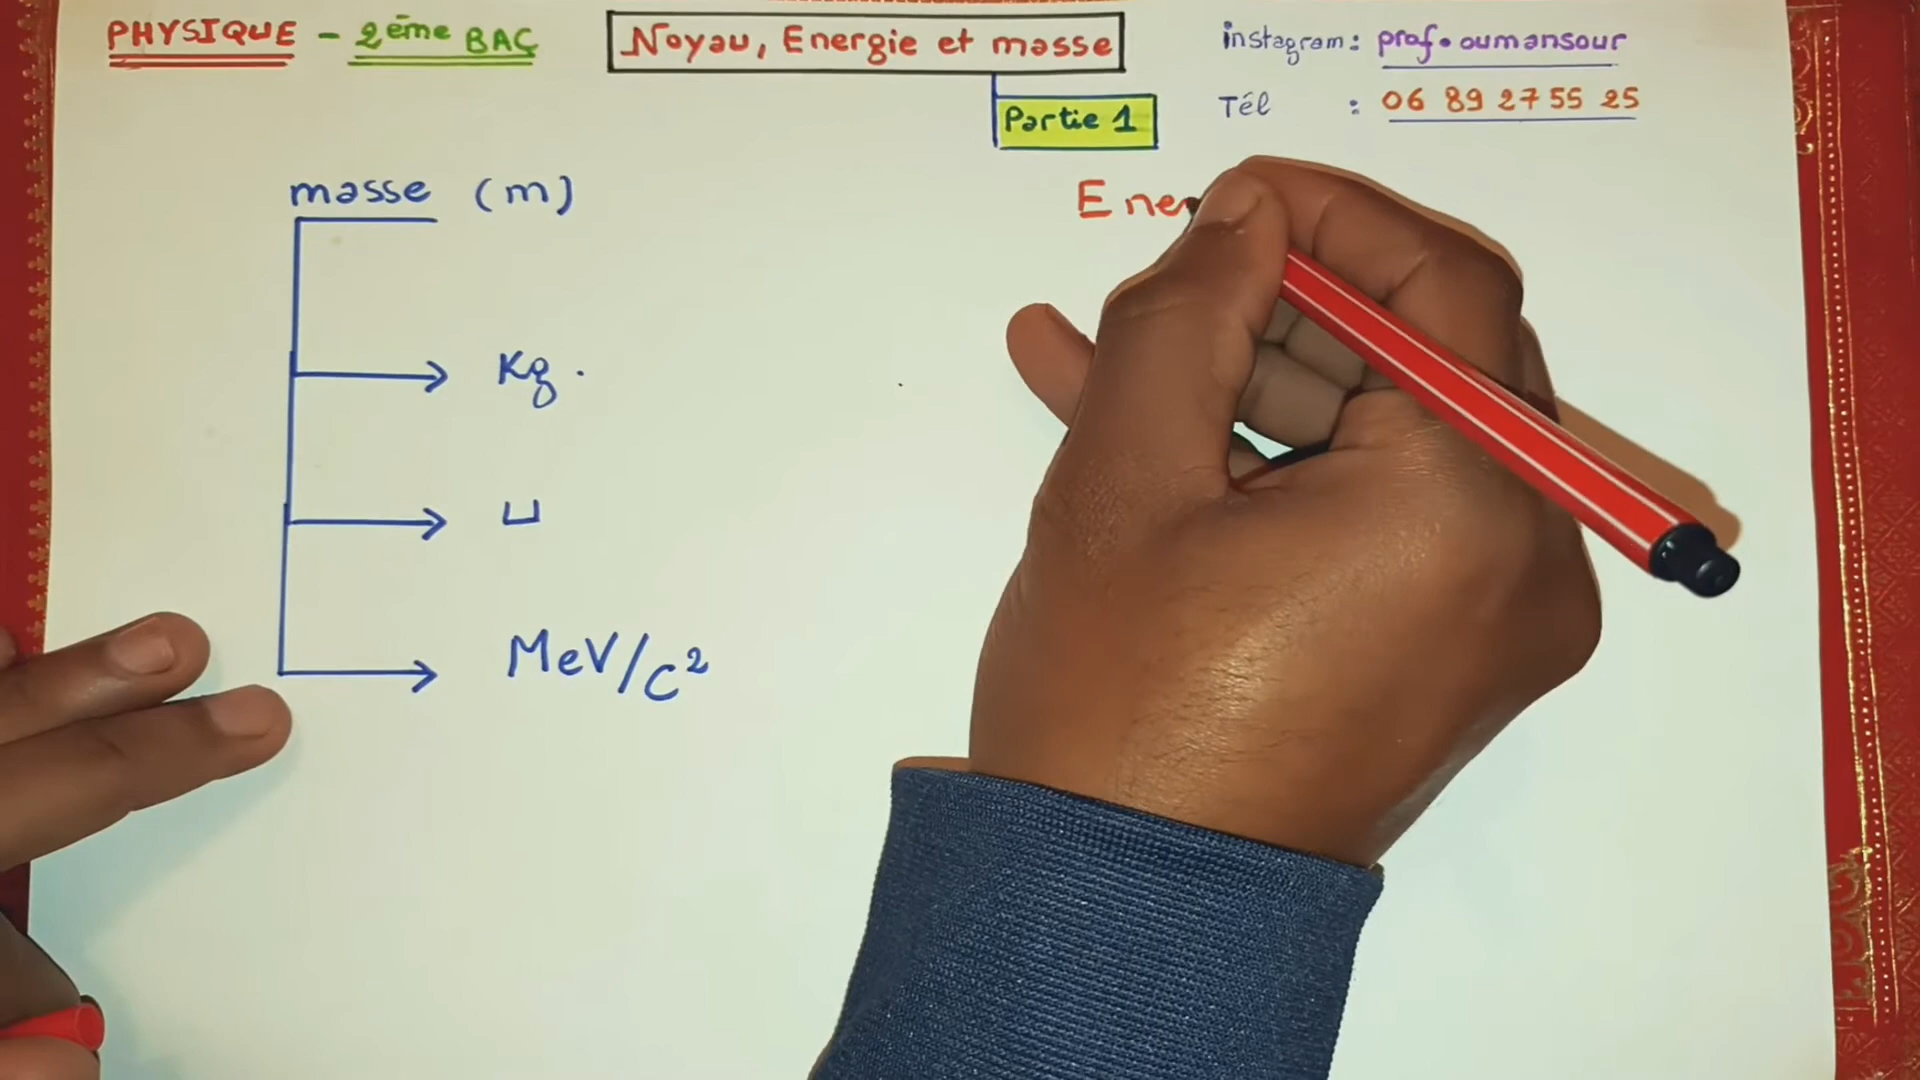 PHYSIQUE - 2ème BAC
Noyau, Energie et masse
Partie 1
instagram: prof.oumansour
Tél : 06 89 27 55 25
masse (m)
Ener
Kg.
u
MeV/c²